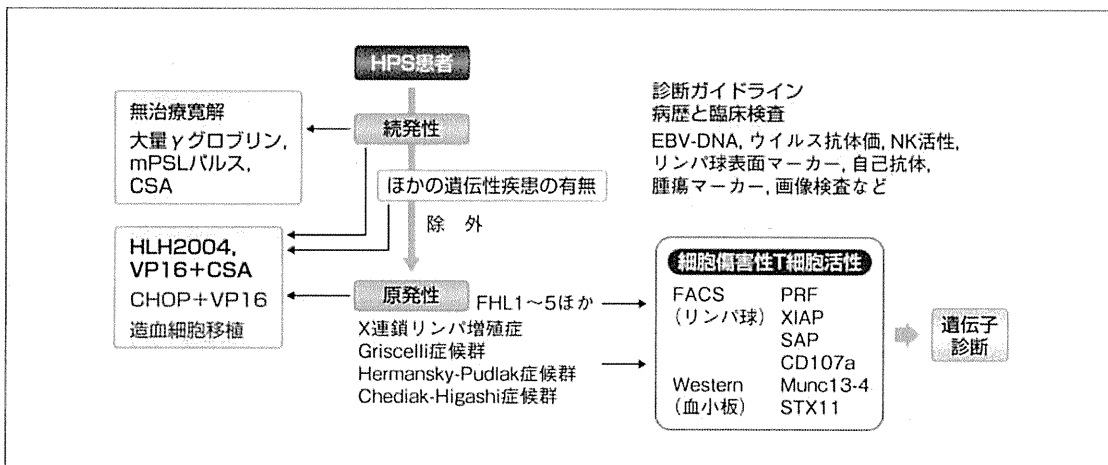 HPS患者
無治療寛解
大量γグロブリン,
mPSLパルス,
CSA
続発性
ほかの遺伝性疾患の有無
除 外
診断ガイドライン
病歴と臨床検査
EBV-DNA, ウイルス抗体価, NK活性,
リンパ球表面マーカー, 自己抗体,
腫瘍マーカー, 画像検査など
HLH2004,
VP16+CSA
CHOP+VP16
造血細胞移植
原発性
FHL1〜5ほか
X連鎖リンパ増殖症
Griscelli症候群
Hermansky-Pudlak症候群
Chediak-Higashi症候群
細胞傷害性T細胞活性
FACS PRF
(リンパ球) XIAP
SAP
CD107a
Western Munc13-4
(血小板) STX11
遺伝子
診断